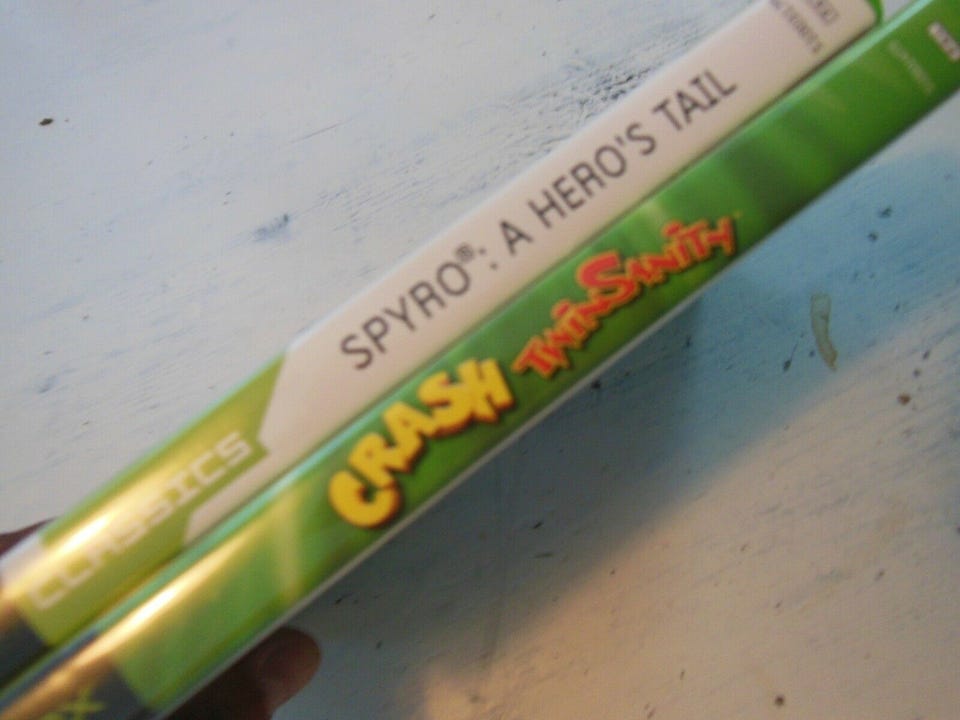 CLASSICS
SPYRO®: A HERO'S TAIL
CRASH
TWINSANITY